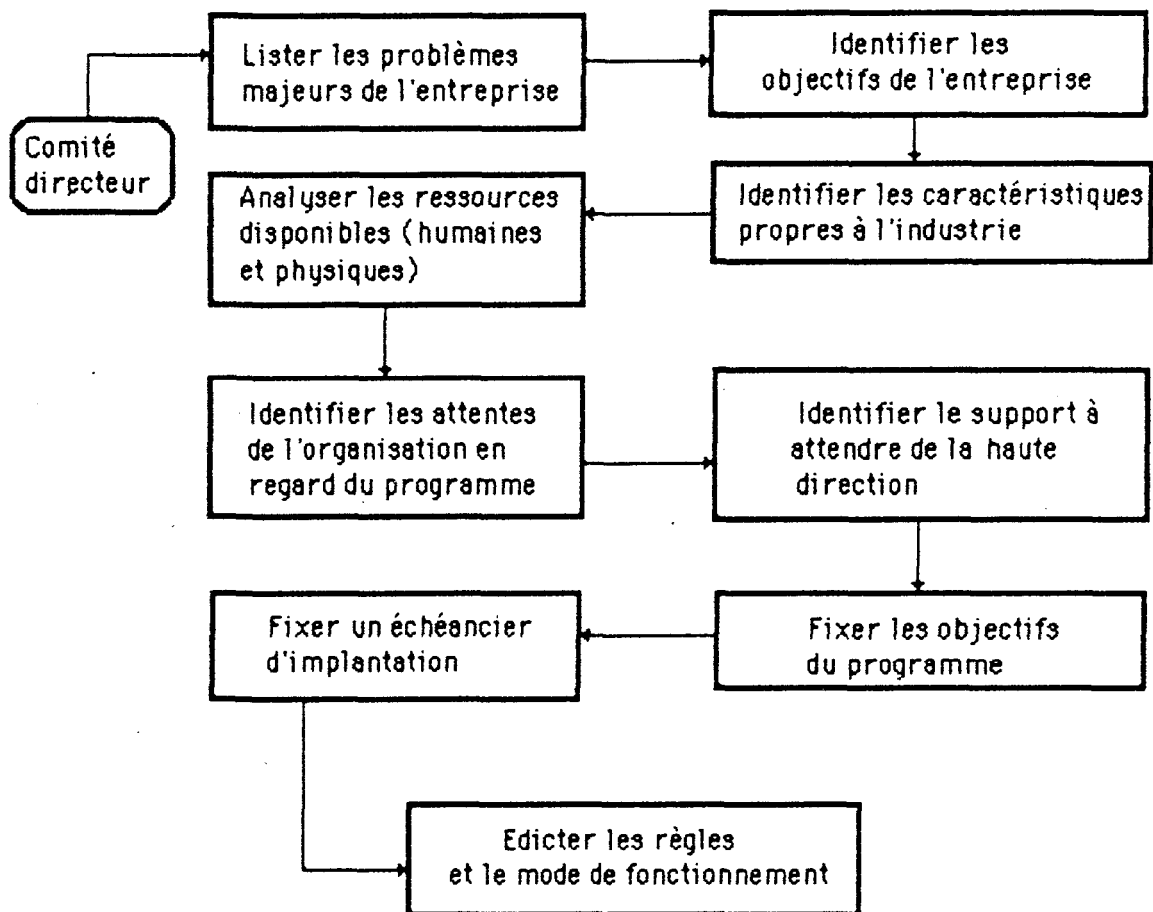 Comité
directeur
Lister les problèmes
majeurs de l'entreprise
Identifier les
objectifs de l'entreprise
Identifier les caractéristiques
propres à l'industrie
Analyser les ressources
disponibles (humaines
et physiques)
Identifier les attentes
de l'organisation en
regard du programme
Identifier le support à
attendre de la haute
direction
Fixer les objectifs
du programme
Fixer un échéancier
d'implantation
Edicter les règles
et le mode de fonctionnement